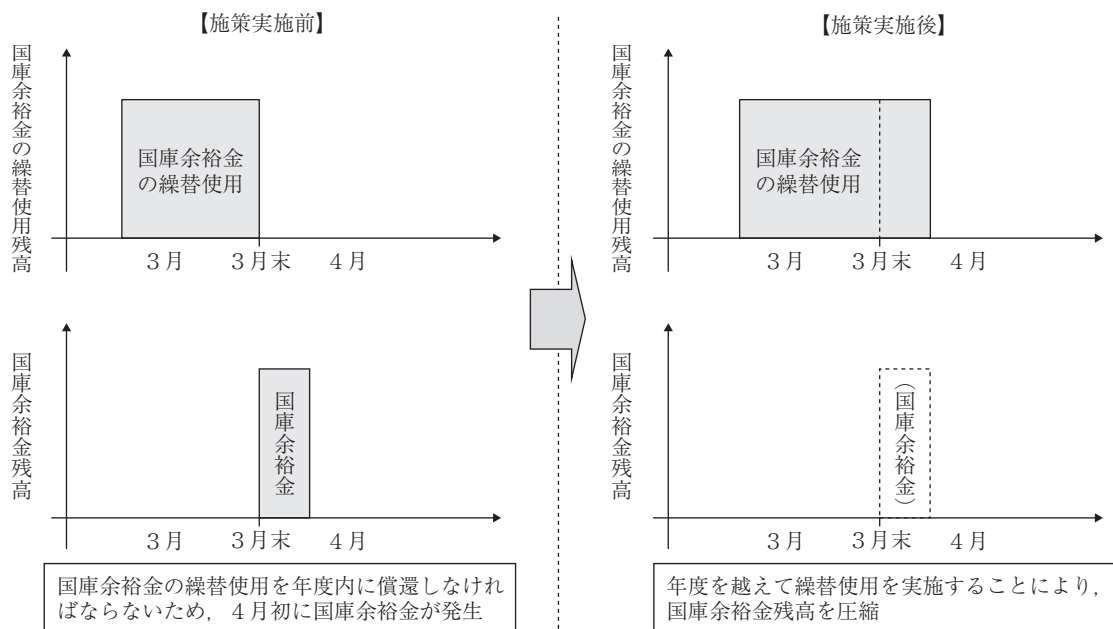 【施策実施前】
国庫余裕金の繰替使用残高
国庫余裕金
の繰替使用
3月 3月末 4月
国庫余裕金残高
国庫余裕金
3月 3月末 4月
国庫余裕金の繰替使用を年度内に償還しなけれ
ばならないため，4月初に国庫余裕金が発生
【施策実施後】
国庫余裕金の繰替使用残高
国庫余裕金
の繰替使用
3月 3月末 4月
国庫余裕金残高
（国庫余裕金）
3月 3月末 4月
年度を越えて繰替使用を実施することにより，
国庫余裕金残高を圧縮